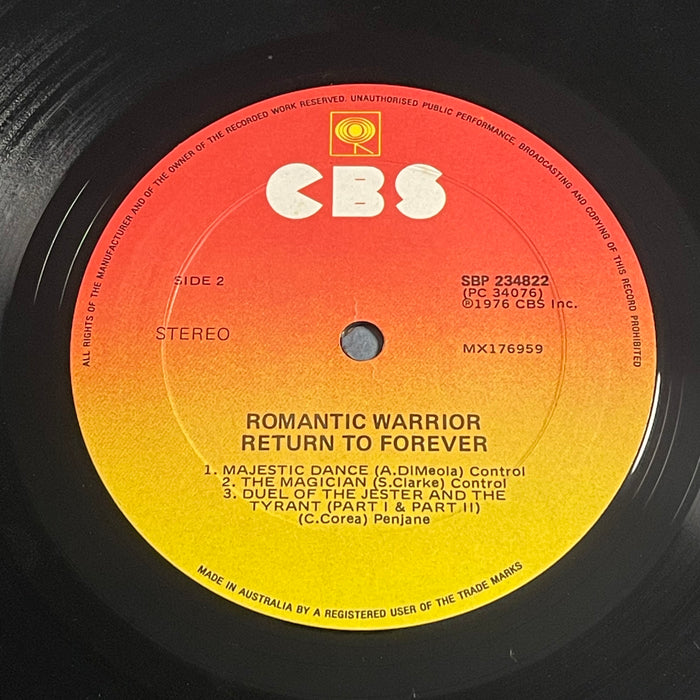 ALL RIGHTS OF THE MANUFACTURER AND OF THE OWNER OF THE RECORDED WORK RESERVED. UNAUTHORISED PUBLIC PERFORMANCE, BROADCASTING AND COPYING OF THIS RECORD PROHIBITED
CBS
SIDE 2
SBP 234822
(PC 34076)
℗1976 CBS Inc.
STEREO
MX176959
ROMANTIC WARRIOR
RETURN TO FOREVER
1. MAJESTIC DANCE (A.DiMeola) Control
2. THE MAGICIAN (S.Clarke) Control
3. DUEL OF THE JESTER AND THE
TYRANT (PART I & PART II)
(C.Corea) Penjane
MADE IN AUSTRALIA BY A REGISTERED USER OF THE TRADE MARKS